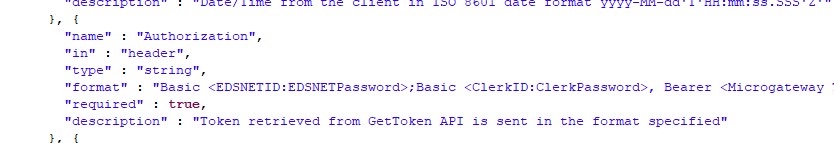 "description" : "Date/Time from the client in ISO 8601 date format yyyy-MM-dd'T'HH:mm:ss.SSS'Z'"
}, {
"name" : "Authorization",
"in" : "header",
"type" : "string",
"format" : "Basic <EDSNETID:EDSNETPassword>;Basic <ClerkID:ClerkPassword>, Bearer <Microgateway
"required" : true,
"description" : "Token retrieved from GetToken API is sent in the format specified"
}, {